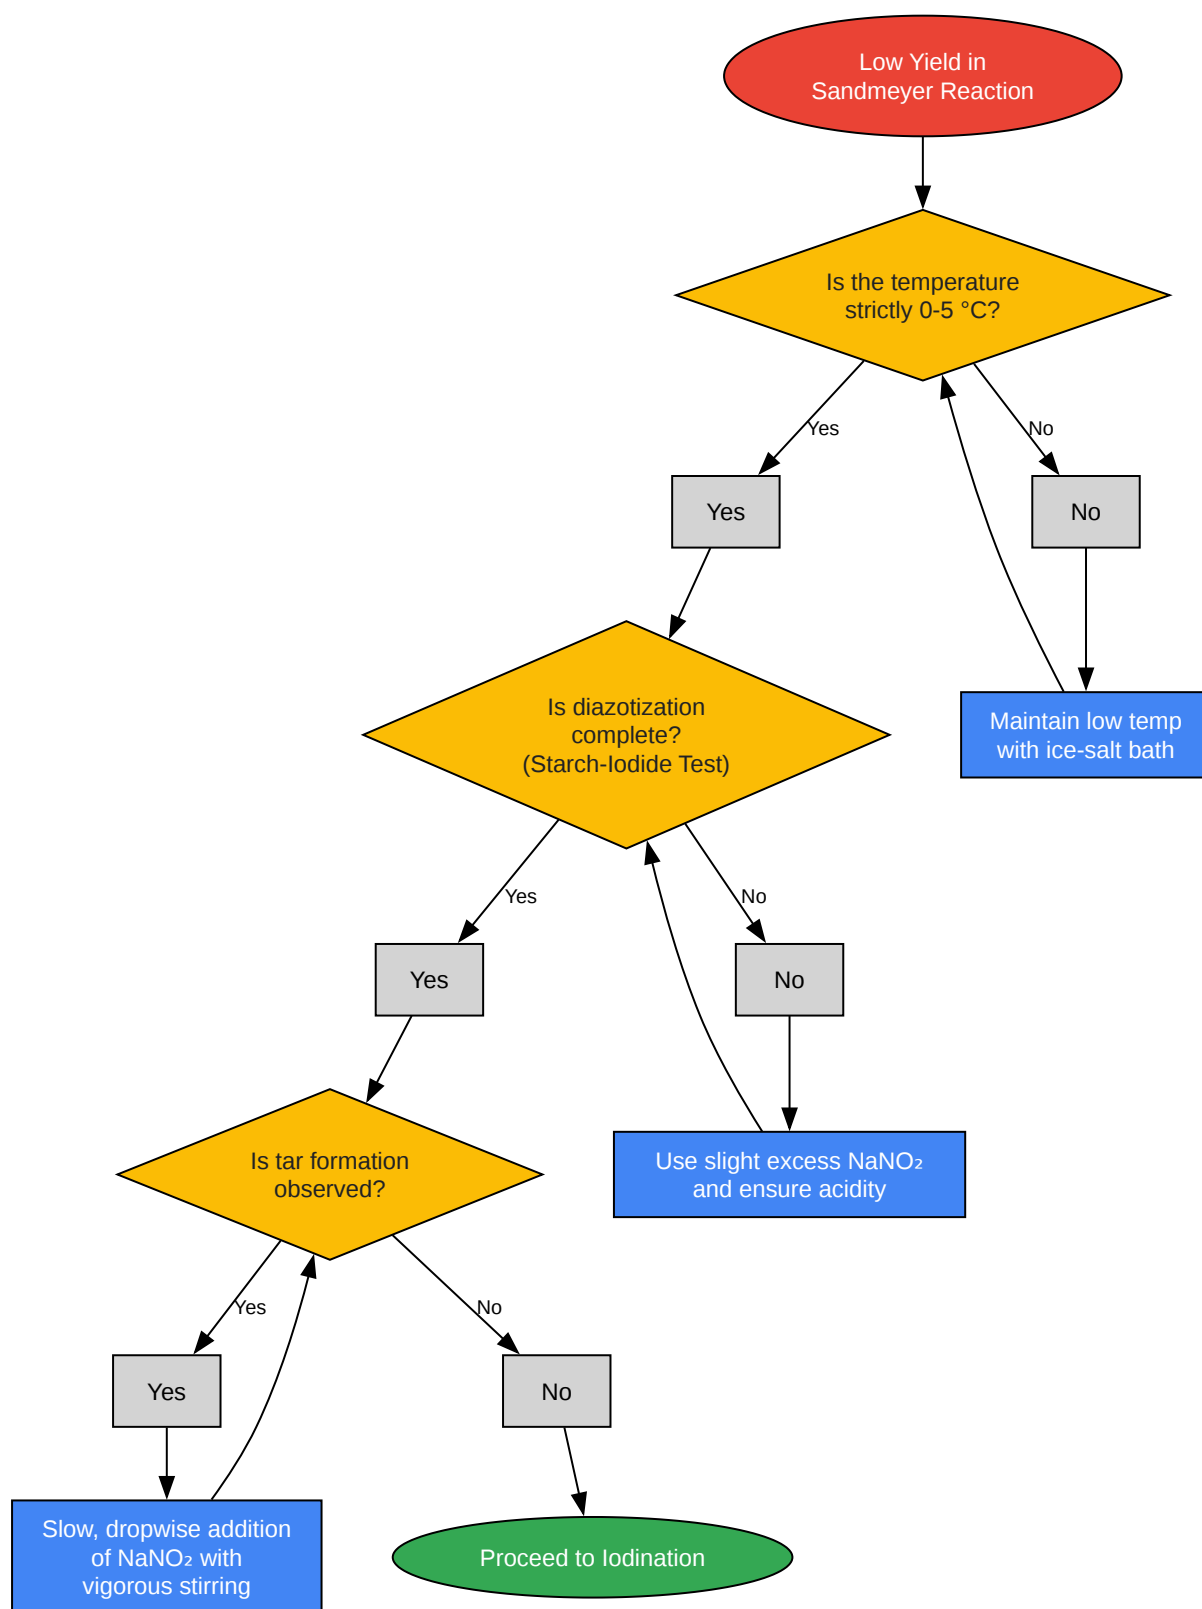 Low Yield in
Sandmeyer Reaction
Is the temperature
strictly 0-5 °C?
Yes
No
Yes
No
Maintain low temp
with ice-salt bath
Is diazotization
complete?
(Starch-Iodide Test)
Yes
No
Yes
No
Use slight excess NaNO₂
and ensure acidity
Is tar formation
observed?
Yes
No
Yes
No
Slow, dropwise addition
of NaNO₂ with
vigorous stirring
Proceed to Iodination